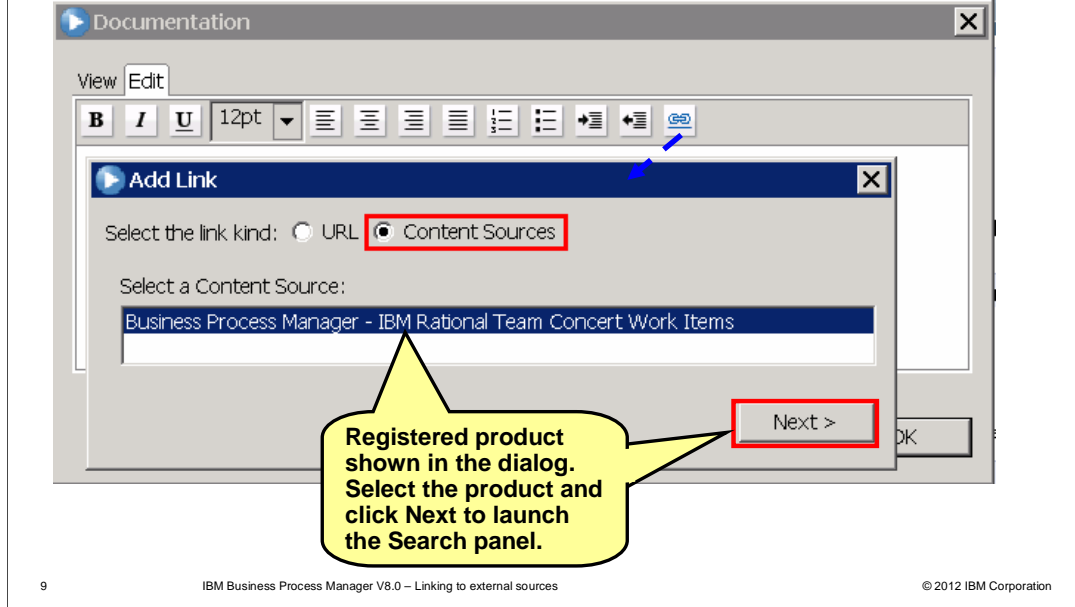 Documentation
View Edit
B I U 12pt
Add Link
Select the link kind: URL Content Sources
Select a Content Source:
Business Process Manager - IBM Rational Team Concert Work Items
Next >
OK
Registered product
shown in the dialog.
Select the product and
click Next to launch
the Search panel.
9 IBM Business Process Manager V8.0 – Linking to external sources © 2012 IBM Corporation